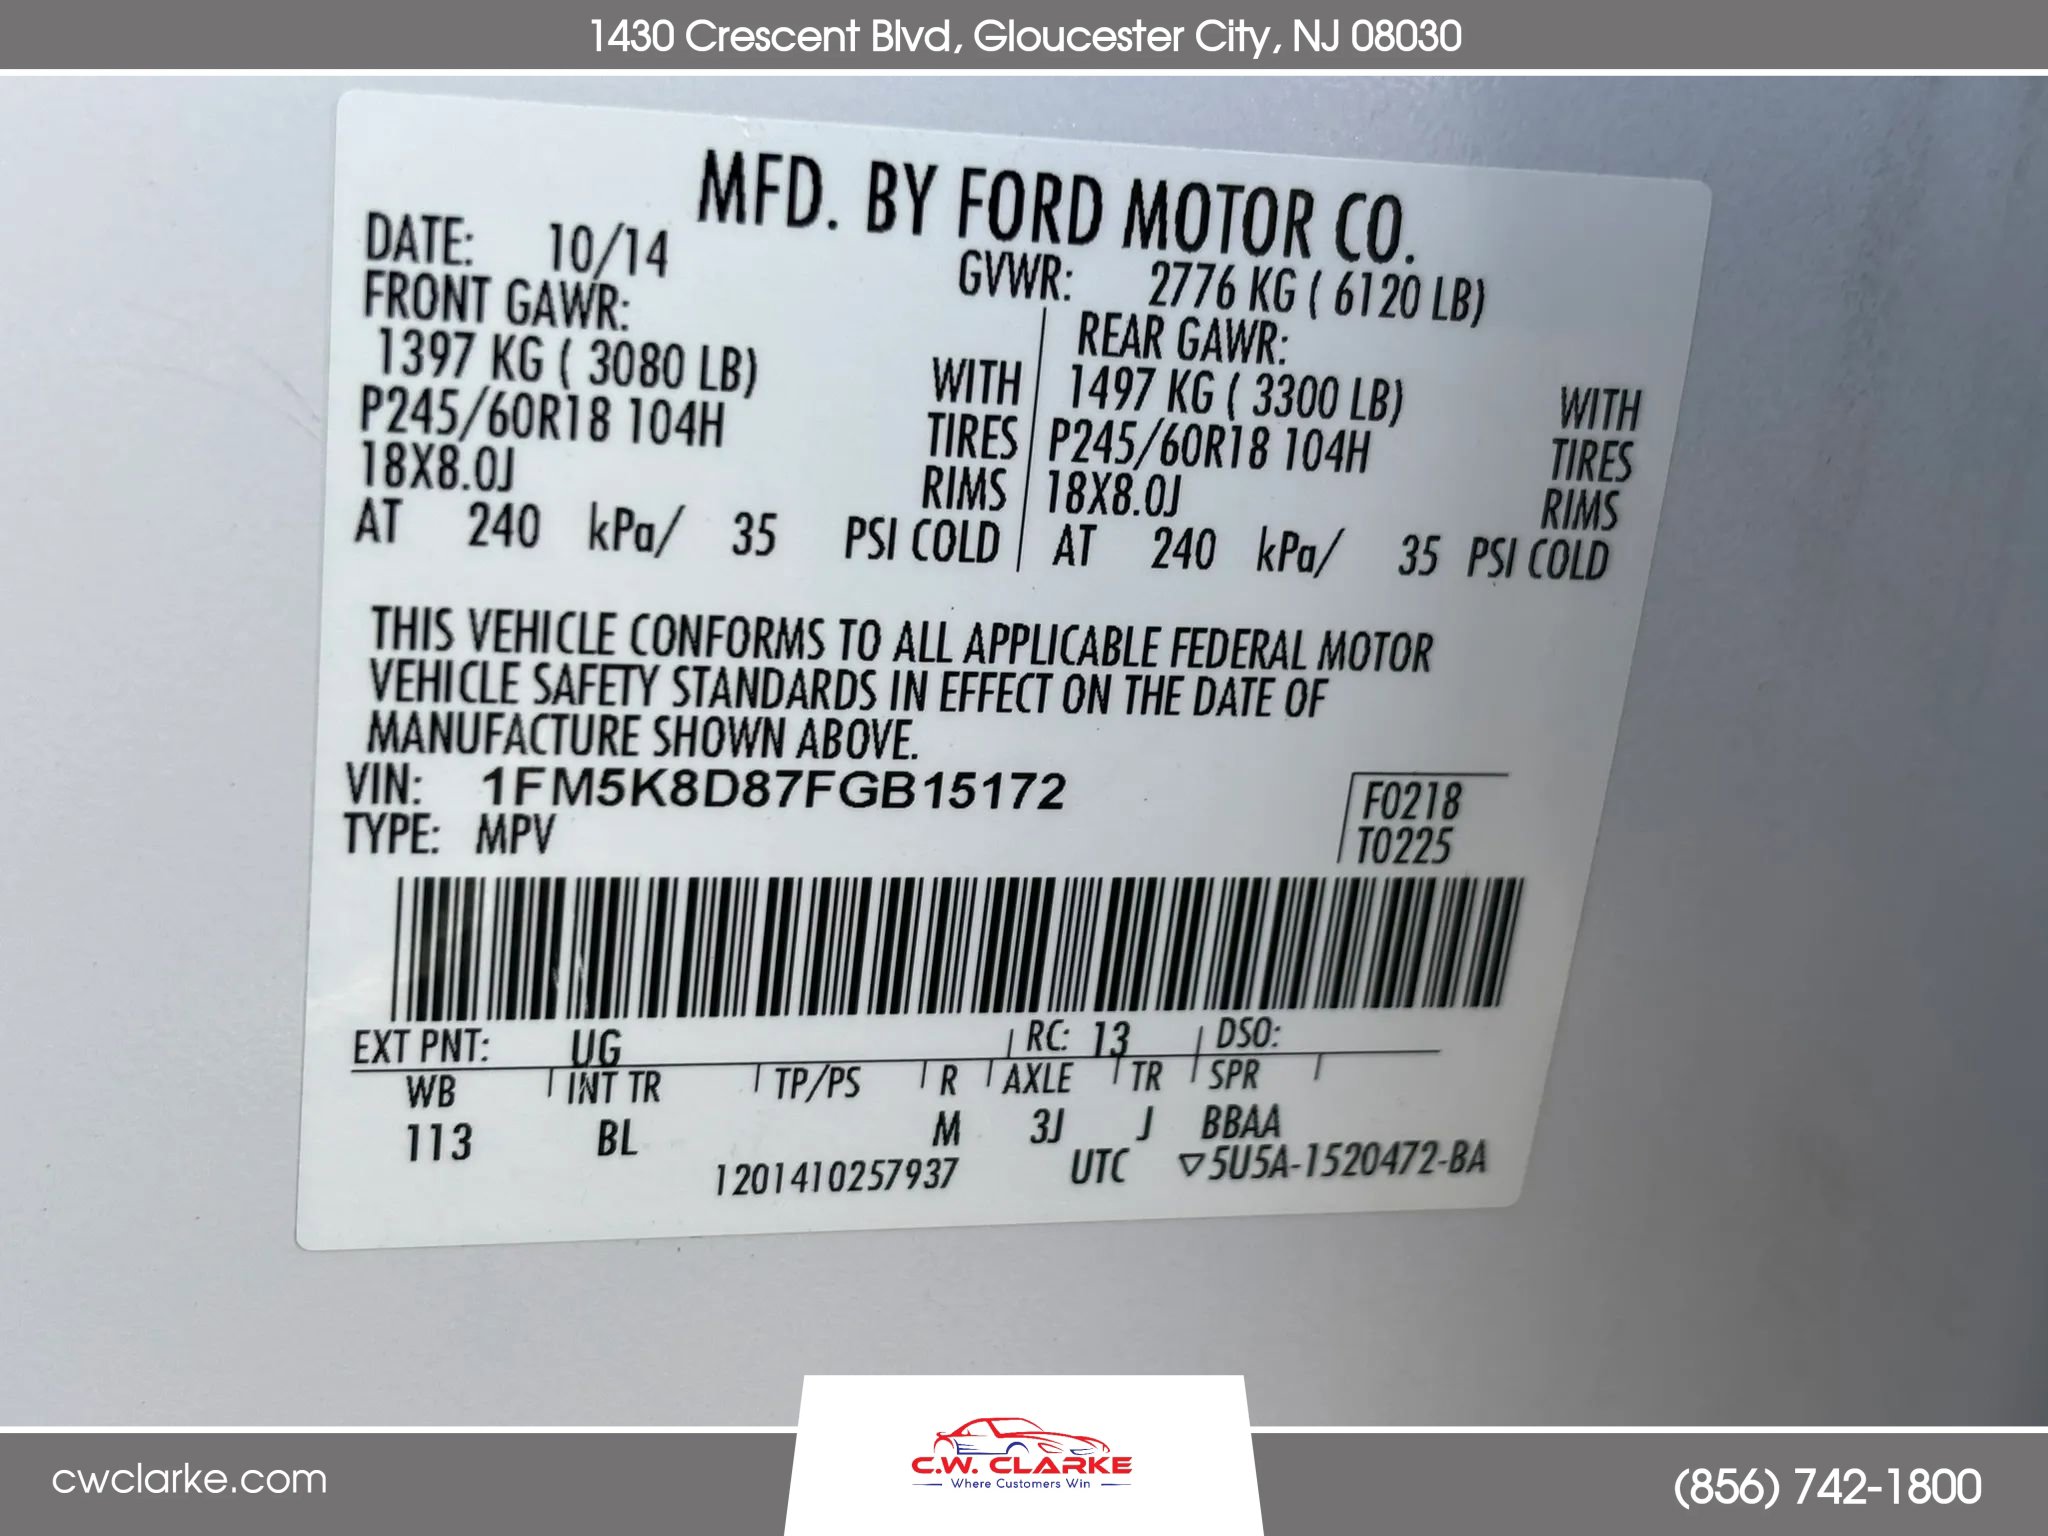 1430 Crescent Blvd, Gloucester City, NJ 08030
MFD. BY FORD MOTOR CO.
DATE: 10/14 GVWR: 2776 KG ( 6120 LB)
FRONT GAWR: REAR GAWR:
1397 KG ( 3080 LB) WITH 1497 KG ( 3300 LB) WITH
P245/60R18 104H TIRES P245/60R18 104H TIRES
18X8.0J RIMS 18X8.0J RIMS
AT 240 kPa/ 35 PSI COLD AT 240 kPa/ 35 PSI COLD
THIS VEHICLE CONFORMS TO ALL APPLICABLE FEDERAL MOTOR
VEHICLE SAFETY STANDARDS IN EFFECT ON THE DATE OF
MANUFACTURE SHOWN ABOVE.
VIN: 1FM5K8D87FGB15172 F0218
TYPE: MPV T0225
EXT PNT: UG RC: 13 DSO:
WB INT TR TP/PS R AXLE TR SPR
113 BL M 3J J BBAA
1201410257937 UTC ▽5U5A-1520472-BA
C.W. CLARKE
Where Customers Win
cwclarke.com (856) 742-1800